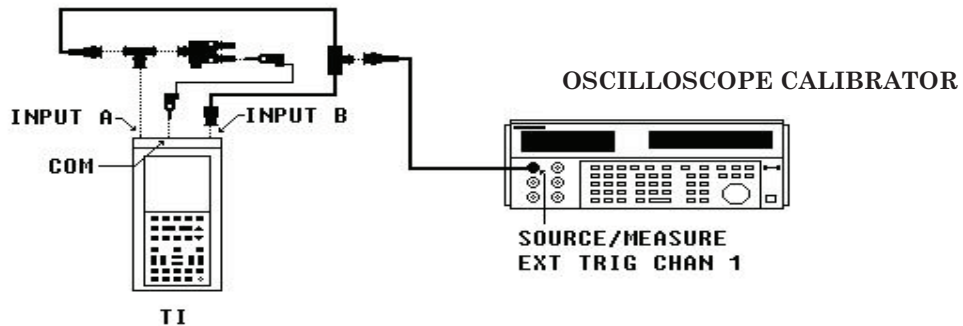 OSCILLOSCOPE CALIBRATOR
INPUT A
INPUT B
COM
SOURCE/MEASURE
EXT TRIG CHAN 1
TI